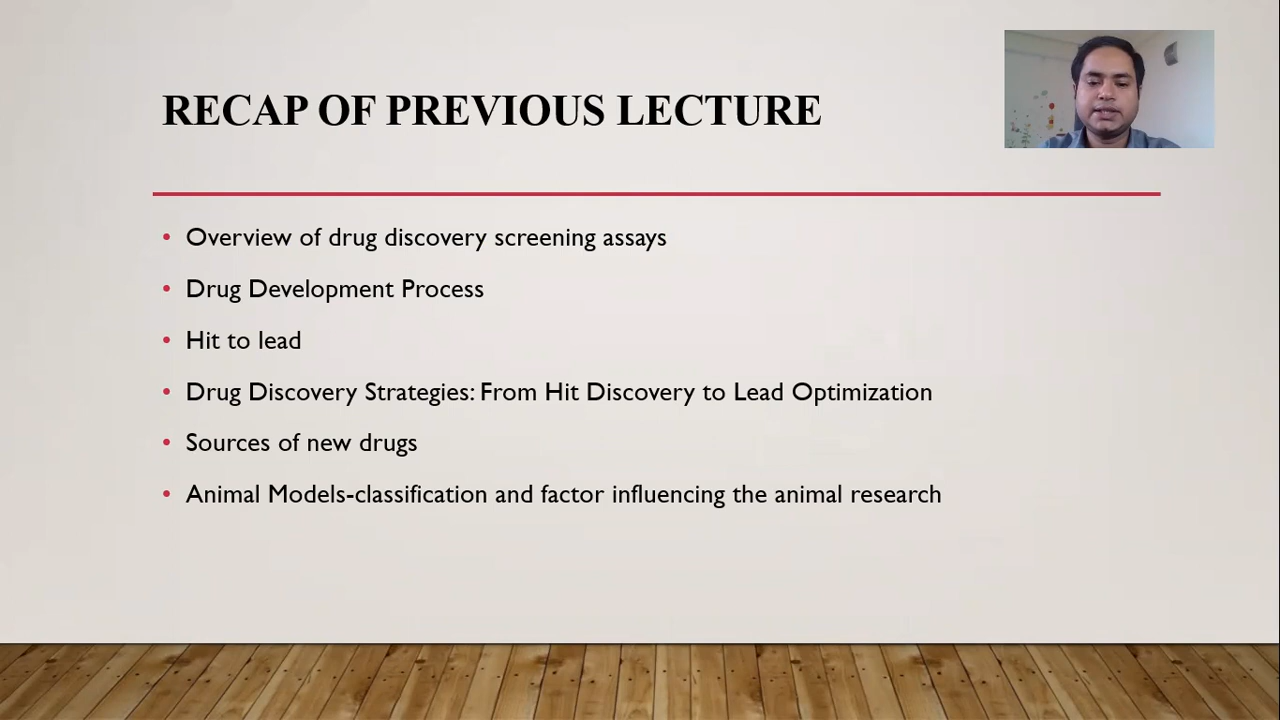 RECAP OF PREVIOUS LECTURE
• Overview of drug discovery screening assays
• Drug Development Process
• Hit to lead
• Drug Discovery Strategies: From Hit Discovery to Lead Optimization
• Sources of new drugs
• Animal Models-classification and factor influencing the animal research